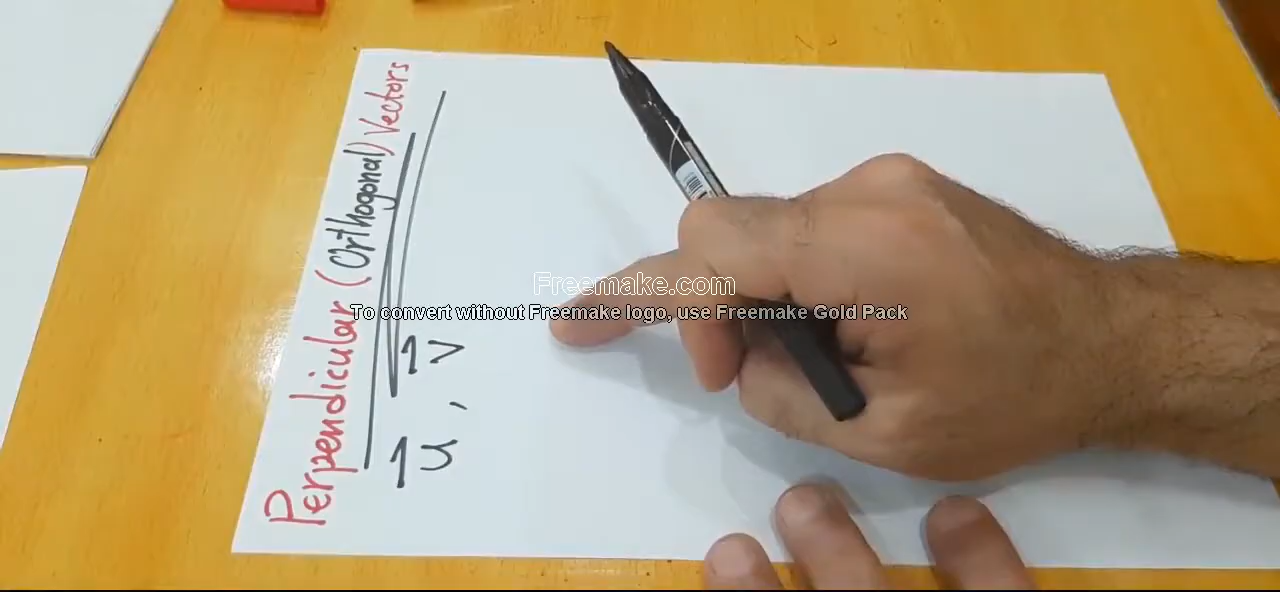 Perpendicular (Orthogonal) Vectors
u⃗ , v⃗
Freemake.com
To convert without Freemake logo, use Freemake Gold Pack